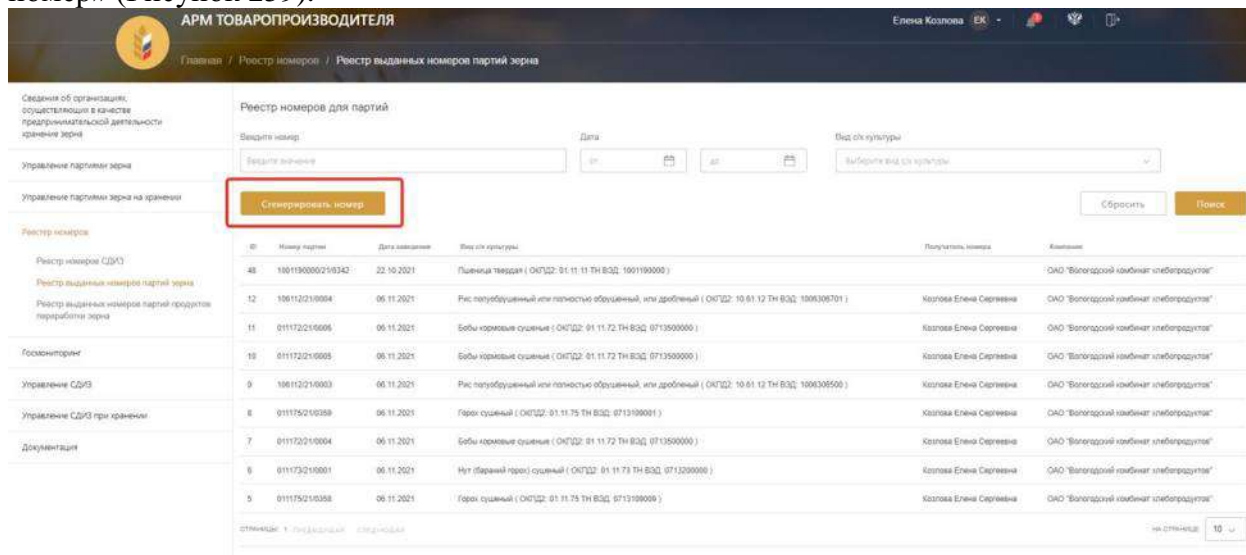 номер» (Рисунок 239).
АРМ ТОВАРОПРОИЗВОДИТЕЛЯ
Елена Козлова ЕК
Главная / Реестр номеров / Реестр выданных номеров партий зерна
Сведения об организациях,
осуществляющих в качестве
предпринимательской деятельности
хранение зерна
Управление партиями зерна
Управление партиями зерна на хранении
Реестр номеров
Реестр номеров СДИЗ
Реестр выданных номеров партий зерна
Реестр выданных номеров партий продуктов
переработки зерна
Госмониторинг
Управление СДИЗ
Управление СДИЗ при хранении
Документация
Реестр номеров для партий
Введите номер Дата Вид с/х культуры
Введите значение от до Выберите вид с/х культуры
Сгенерировать номер Сбросить Поиск
ID Номер партии Дата заведения Вид с/х культуры Получатель номера Компания
48 1001190000/21/0342 22.10.2021 Пшеница твердая ( ОКПД2: 01.11.11 ТН ВЭД: 1001190000 ) ОАО "Вологодский комбинат хлебопродуктов"
12 106112/21/0004 06.11.2021 Рис полуобрушенный или полностью обрушенный, или дробленый ( ОКПД2: 10.61.12 ТН ВЭД: 1006306701 ) Козлова Елена Сергеевна ОАО "Вологодский комбинат хлебопродуктов"
11 011172/21/0006 06.11.2021 Бобы кормовые сушеные ( ОКПД2: 01.11.72 ТН ВЭД: 0713500000 ) Козлова Елена Сергеевна ОАО "Вологодский комбинат хлебопродуктов"
10 011172/21/0005 06.11.2021 Бобы кормовые сушеные ( ОКПД2: 01.11.72 ТН ВЭД: 0713500000 ) Козлова Елена Сергеевна ОАО "Вологодский комбинат хлебопродуктов"
9 106112/21/0003 06.11.2021 Рис полуобрушенный или полностью обрушенный, или дробленый ( ОКПД2: 10.61.12 ТН ВЭД: 1006306500 ) Козлова Елена Сергеевна ОАО "Вологодский комбинат хлебопродуктов"
8 011175/21/0359 06.11.2021 Горох сушеный ( ОКПД2: 01.11.75 ТН ВЭД: 0713109001 ) Козлова Елена Сергеевна ОАО "Вологодский комбинат хлебопродуктов"
7 011172/21/0004 06.11.2021 Бобы кормовые сушеные ( ОКПД2: 01.11.72 ТН ВЭД: 0713500000 ) Козлова Елена Сергеевна ОАО "Вологодский комбинат хлебопродуктов"
6 011173/21/0001 06.11.2021 Нут (бараний горох) сушеный ( ОКПД2: 01.11.73 ТН ВЭД: 0713200000 ) Козлова Елена Сергеевна ОАО "Вологодский комбинат хлебопродуктов"
5 011175/21/0358 06.11.2021 Горох сушеный ( ОКПД2: 01.11.75 ТН ВЭД: 0713109009 ) Козлова Елена Сергеевна ОАО "Вологодский комбинат хлебопродуктов"
СТРАНИЦЫ: 1 ПРЕДЫДУЩАЯ СЛЕДУЮЩАЯ НА СТРАНИЦЕ: 10